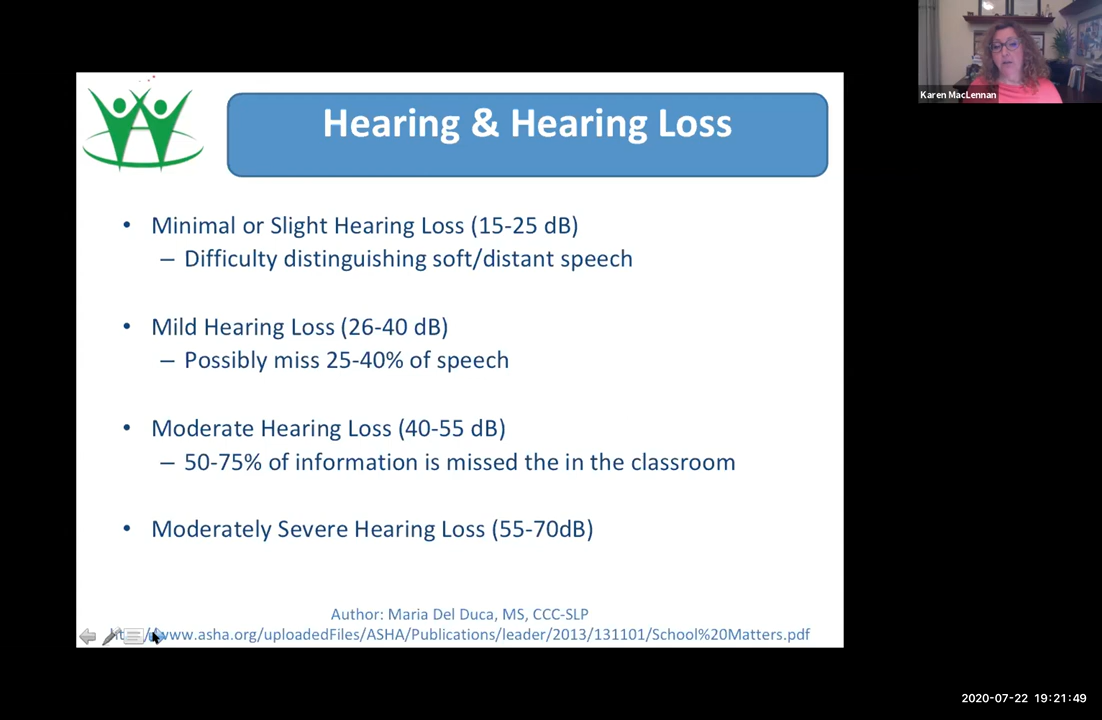 Karen MacLennan
Hearing & Hearing Loss
• Minimal or Slight Hearing Loss (15-25 dB)
– Difficulty distinguishing soft/distant speech
• Mild Hearing Loss (26-40 dB)
– Possibly miss 25-40% of speech
• Moderate Hearing Loss (40-55 dB)
– 50-75% of information is missed the in the classroom
• Moderately Severe Hearing Loss (55-70dB)
Author: Maria Del Duca, MS, CCC-SLP
www.asha.org/uploadedFiles/ASHA/Publications/leader/2013/131101/School%20Matters.pdf
2020-07-22 19:21:49